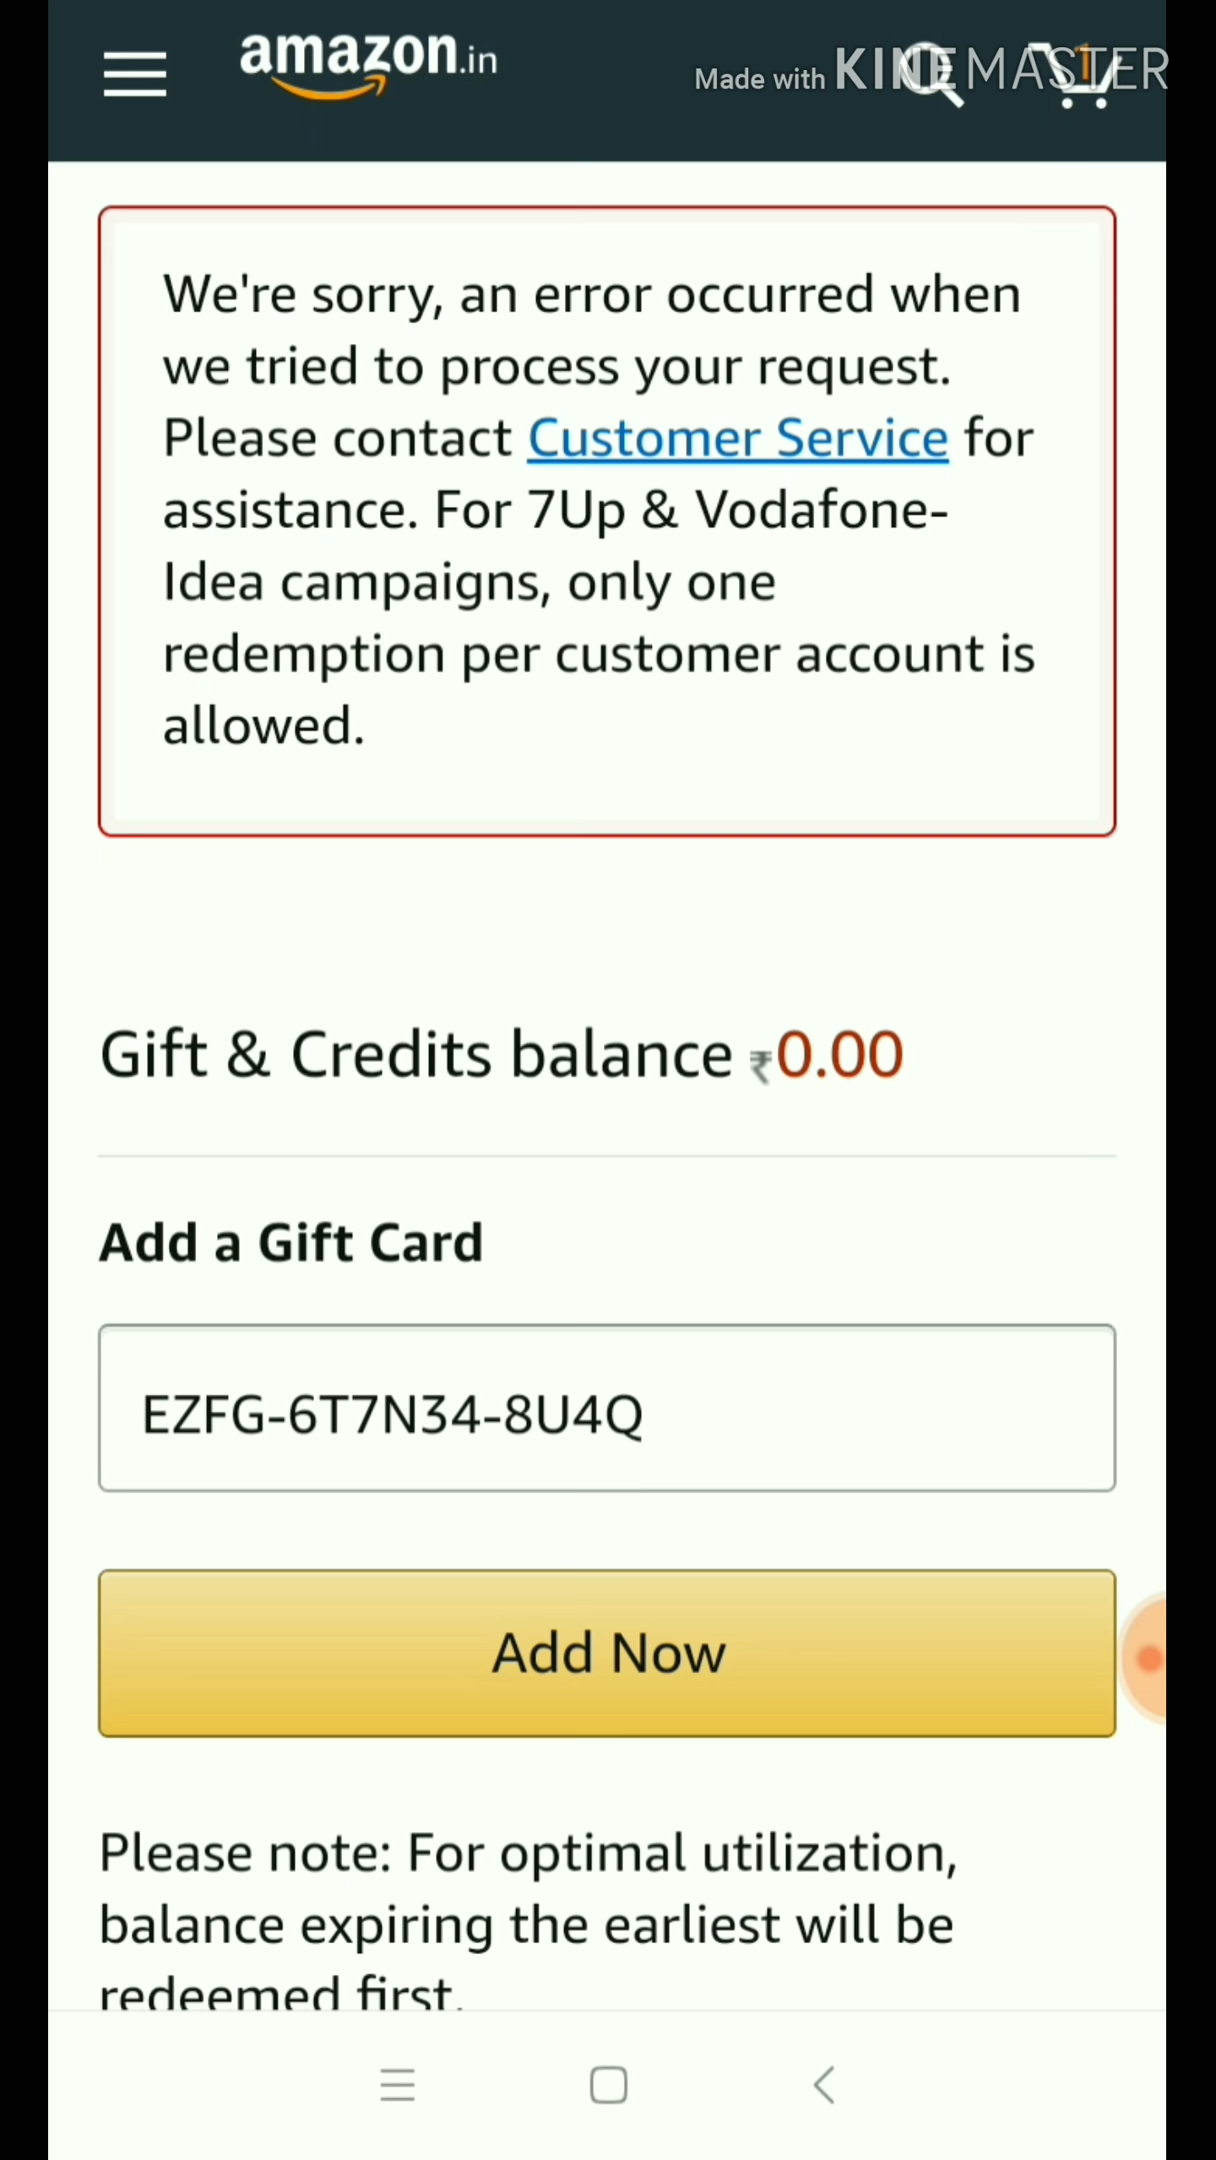 amazon.in
Made with KINEMASTER
1
We're sorry, an error occurred when
we tried to process your request.
Please contact Customer Service for
assistance. For 7Up & Vodafone-
Idea campaigns, only one
redemption per customer account is
allowed.
Gift & Credits balance ₹0.00
Add a Gift Card
EZFG-6T7N34-8U4Q
Add Now
Please note: For optimal utilization,
balance expiring the earliest will be
redeemed first.